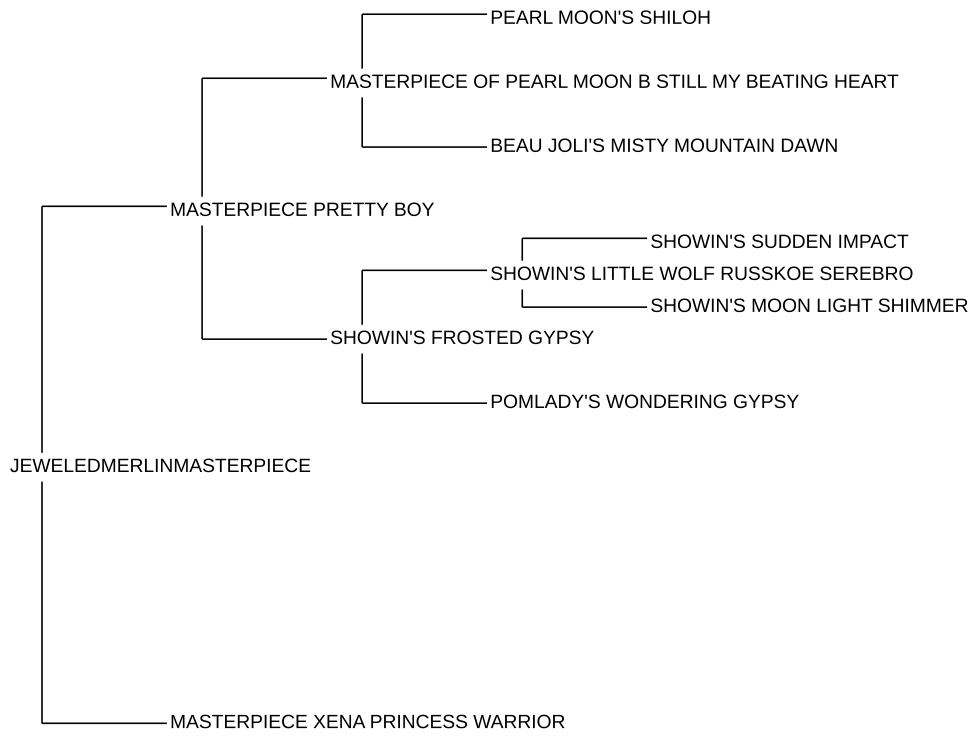 PEARL MOON'S SHILOH
MASTERPIECE OF PEARL MOON B STILL MY BEATING HEART
BEAU JOLI'S MISTY MOUNTAIN DAWN
MASTERPIECE PRETTY BOY
SHOWIN'S SUDDEN IMPACT
SHOWIN'S LITTLE WOLF RUSSKOE SEREBRO
SHOWIN'S MOON LIGHT SHIMMER
SHOWIN'S FROSTED GYPSY
POMLADY'S WONDERING GYPSY
JEWELEDMERLINMASTERPIECE
MASTERPIECE XENA PRINCESS WARRIOR